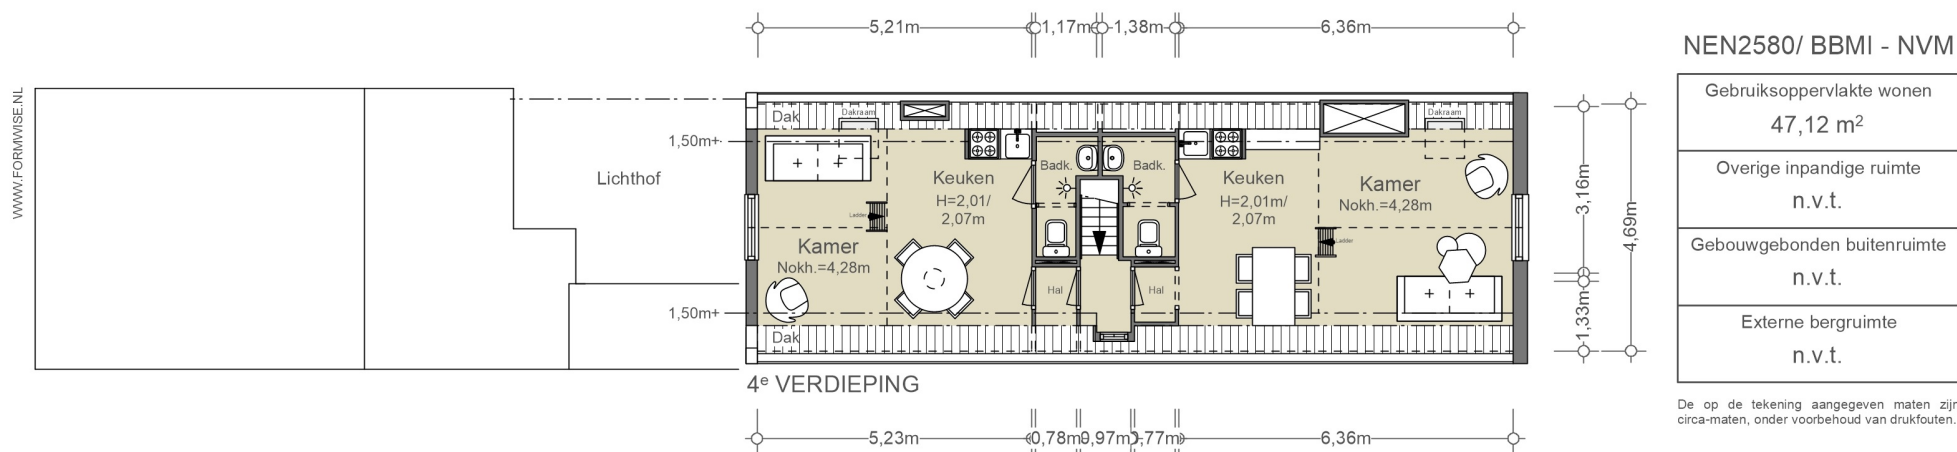 5,21m 1,17m 1,38m 6,36m
NEN2580/ BBMI - NVM
WWW.FORMWISE.NL
Gebruiksoppervlakte wonen
47,12 m²
Dak Dakraam Dakraam
1,50m+
Badk. Badk.
Overige inpandige ruimte
n.v.t.
Lichthof
Keuken
H=2,01/
2,07m
Keuken
H=2,01m/
2,07m
Kamer
Nokh.=4,28m
3,16m
4,69m
Ladder
Ladder
Kamer
Nokh.=4,28m
Gebouwgebonden buitenruimte
n.v.t.
Hal Hal
1,50m+
1,33m
Externe bergruimte
n.v.t.
Dak
4e VERDIEPING
De op de tekening aangegeven maten zijn
circa-maten, onder voorbehoud van drukfouten.
5,23m 0,78m 0,97m 0,77m 6,36m